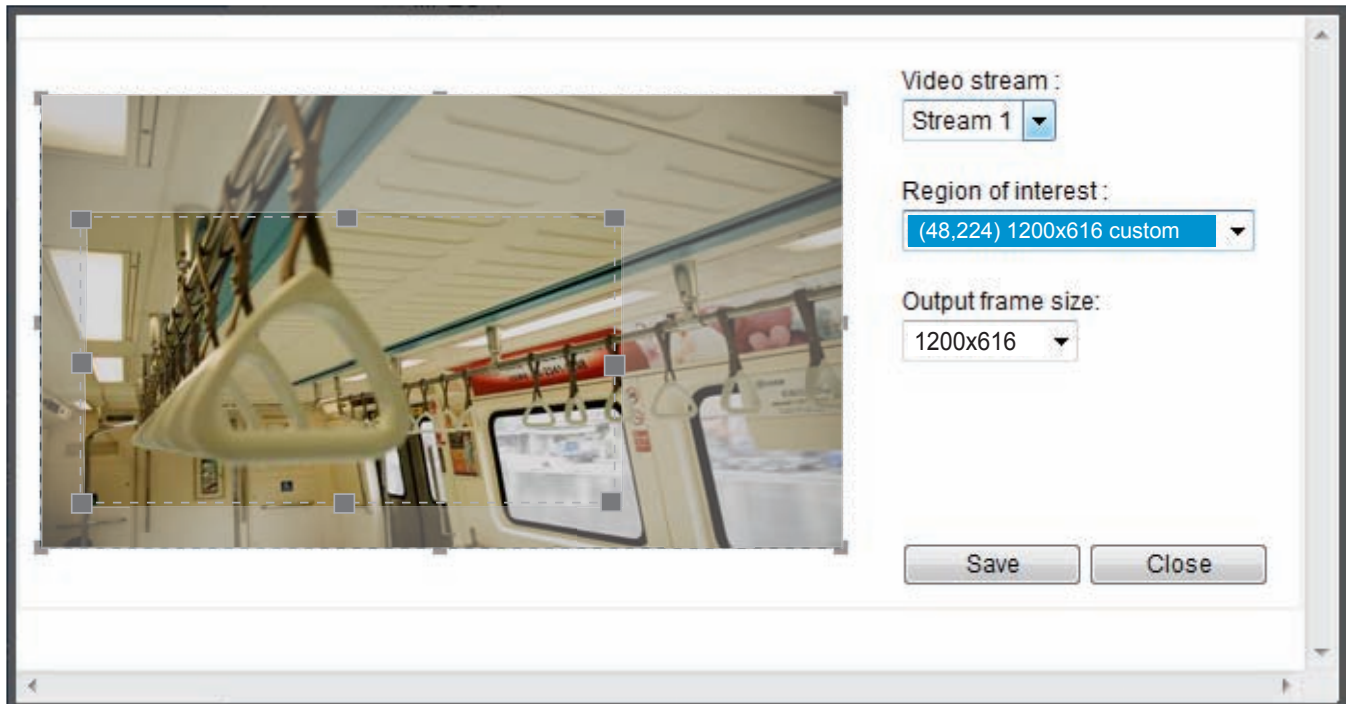 Video stream :
Stream 1
Region of interest :
(48,224) 1200x616 custom
Output frame size:
1200x616
Save
Close